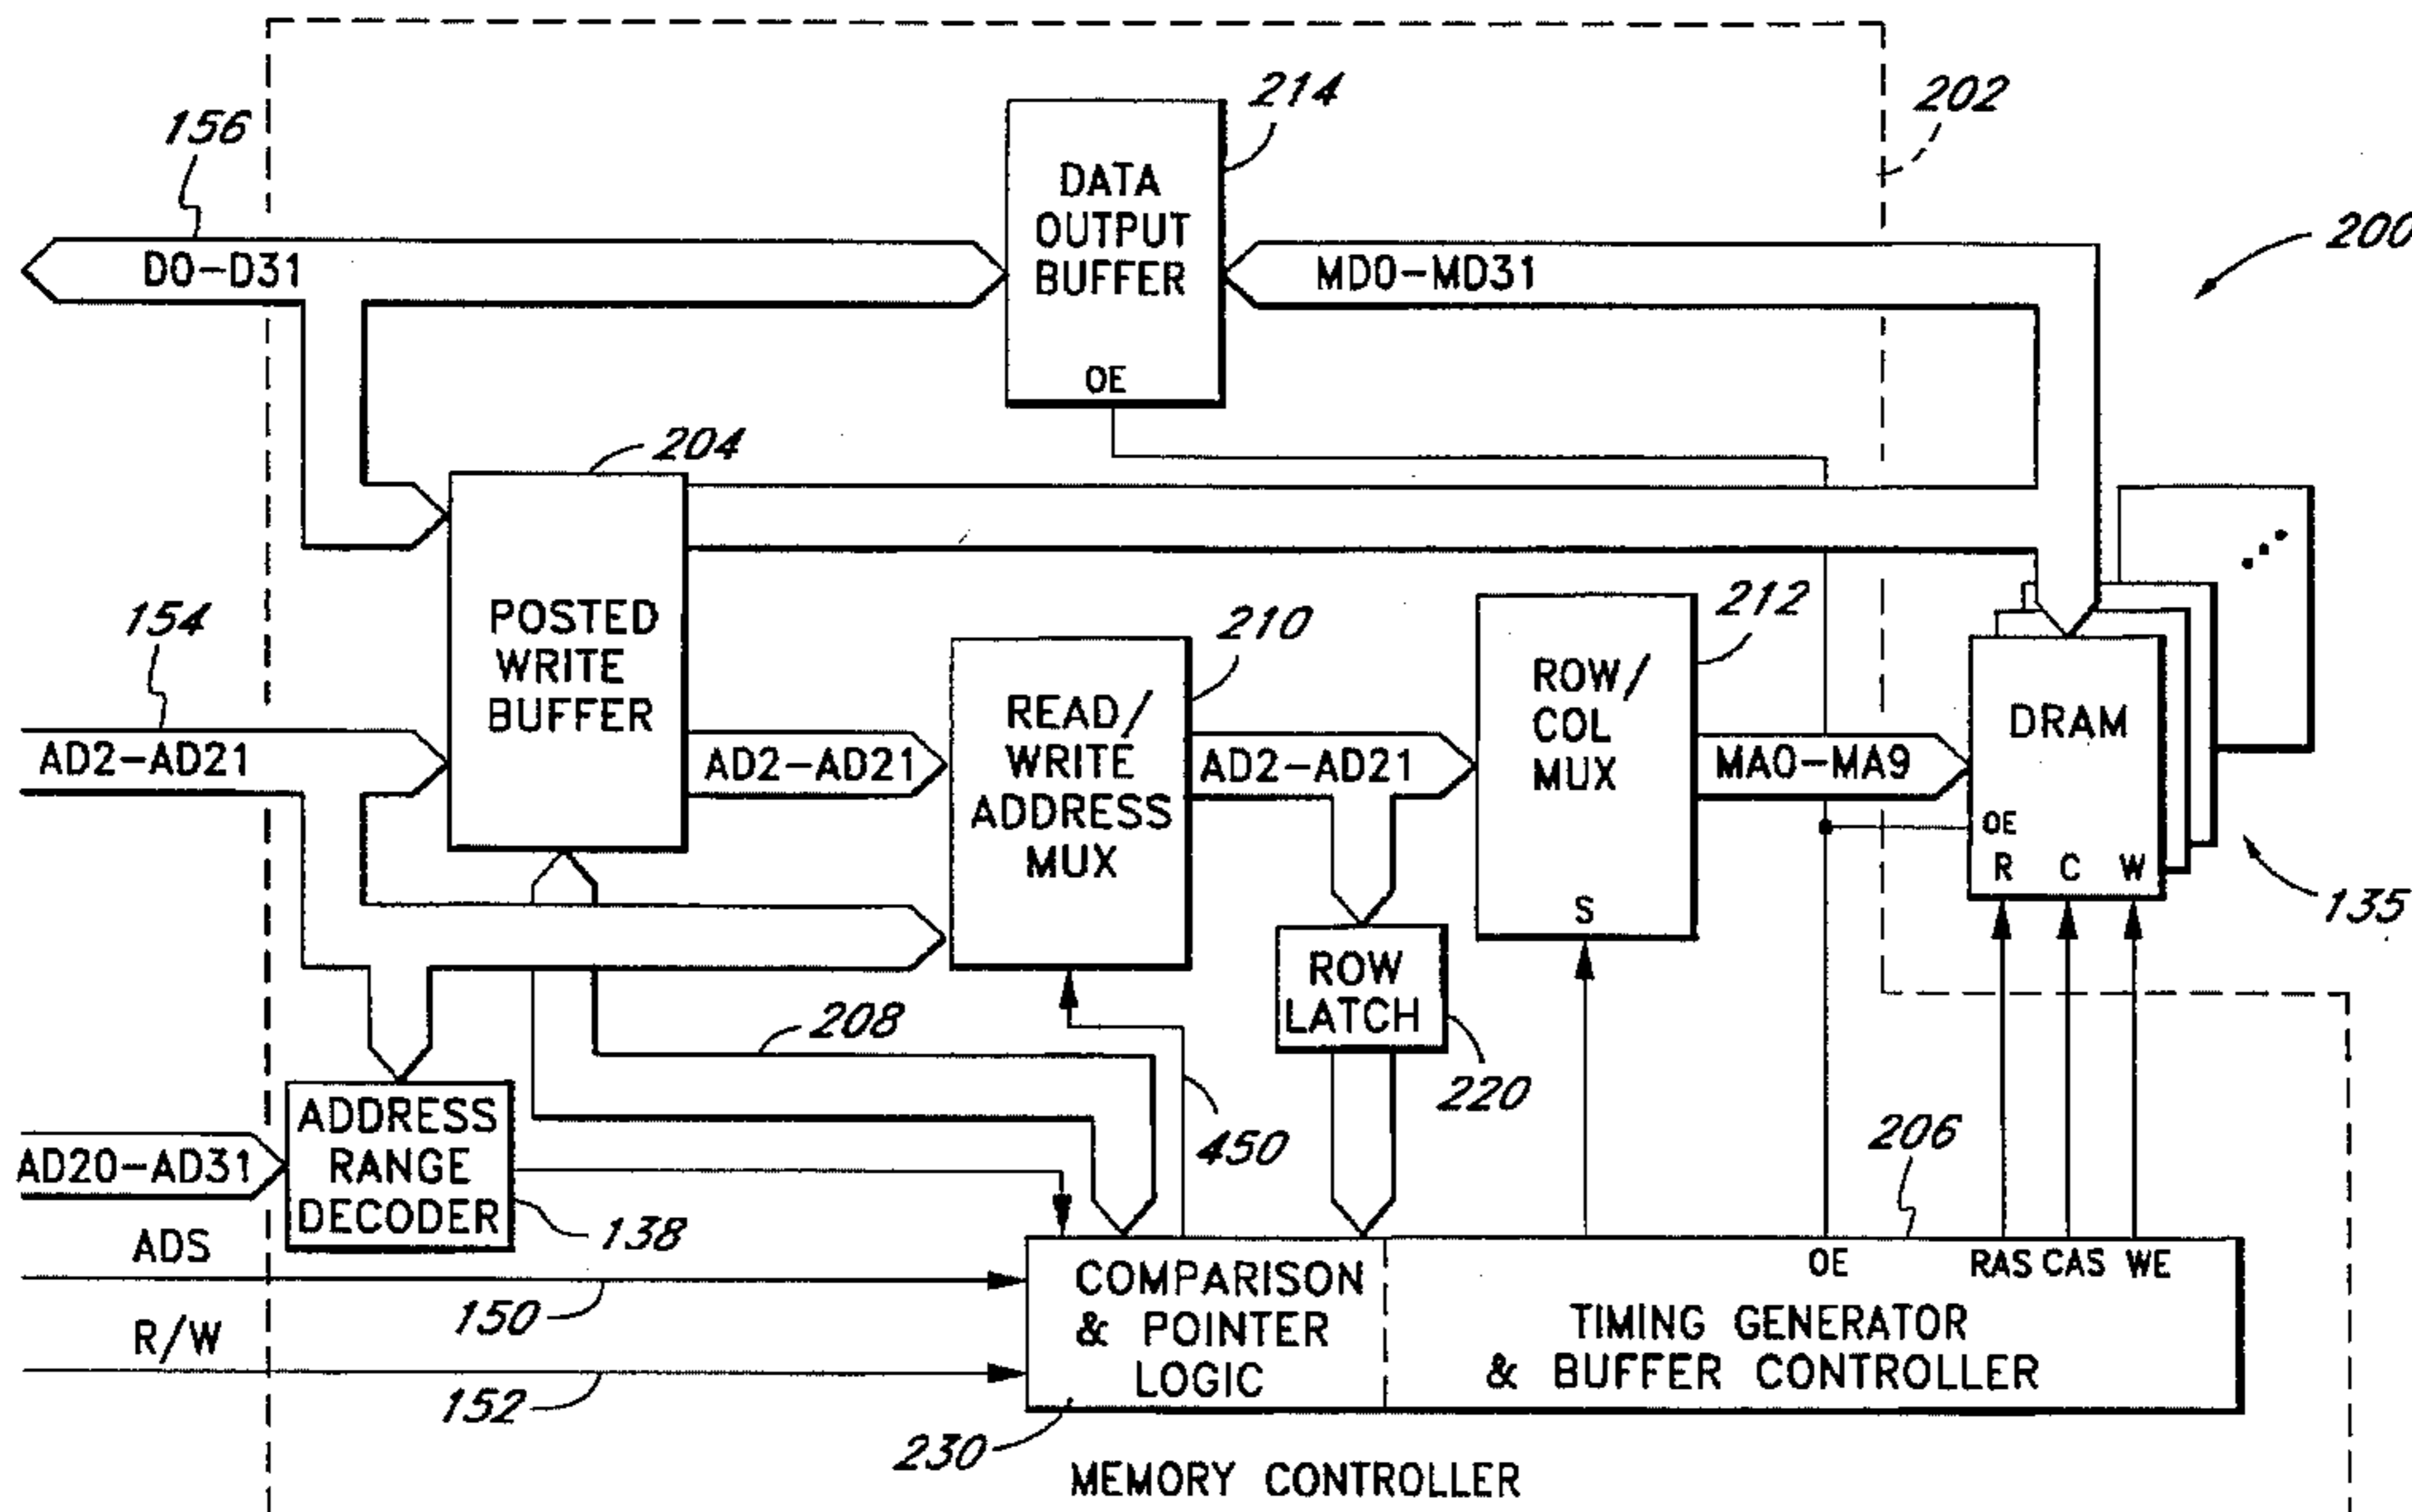 214
202
156
DATA
OUTPUT
BUFFER
OE
200
D0-D31
MD0-MD31
204
POSTED
WRITE
BUFFER
154
210
212
AD2-AD21
AD2-AD21
READ/
WRITE
ADDRESS
MUX
AD2-AD21
ROW/
COL
MUX
S
MA0-MA9
DRAM
OE
R C W
135
ROW
LATCH
220
208
450
206
ADDRESS
RANGE
DECODER
AD20-AD31
138
ADS
150
R/W
152
COMPARISON
& POINTER
LOGIC
OE RAS CAS WE
TIMING GENERATOR
& BUFFER CONTROLLER
230
MEMORY CONTROLLER